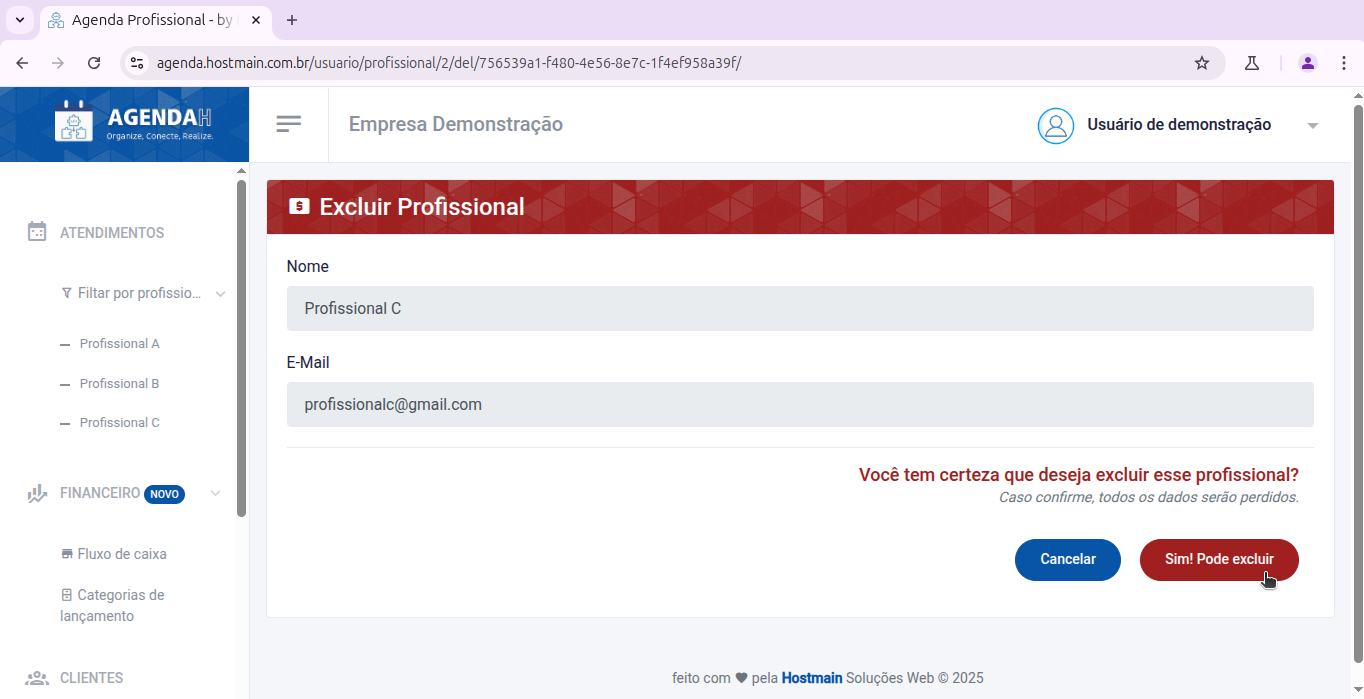 Agenda Profissional - by
agenda.hostmain.com.br/usuario/profissional/2/del/756539a1-f480-4e56-8e7c-1f4ef958a39f/
AGENDAH
Organize, Conecte, Realize.
Empresa Demonstração
Usuário de demonstração
ATENDIMENTOS
Filtar por profissio...
Profissional A
Profissional B
Profissional C
FINANCEIRO NOVO
Fluxo de caixa
Categorias de
lançamento
CLIENTES
Excluir Profissional
Nome
Profissional C
E-Mail
profissionalc@gmail.com
Você tem certeza que deseja excluir esse profissional?
Caso confirme, todos os dados serão perdidos.
Cancelar
Sim! Pode excluir
feito com ♥ pela Hostmain Soluções Web © 2025